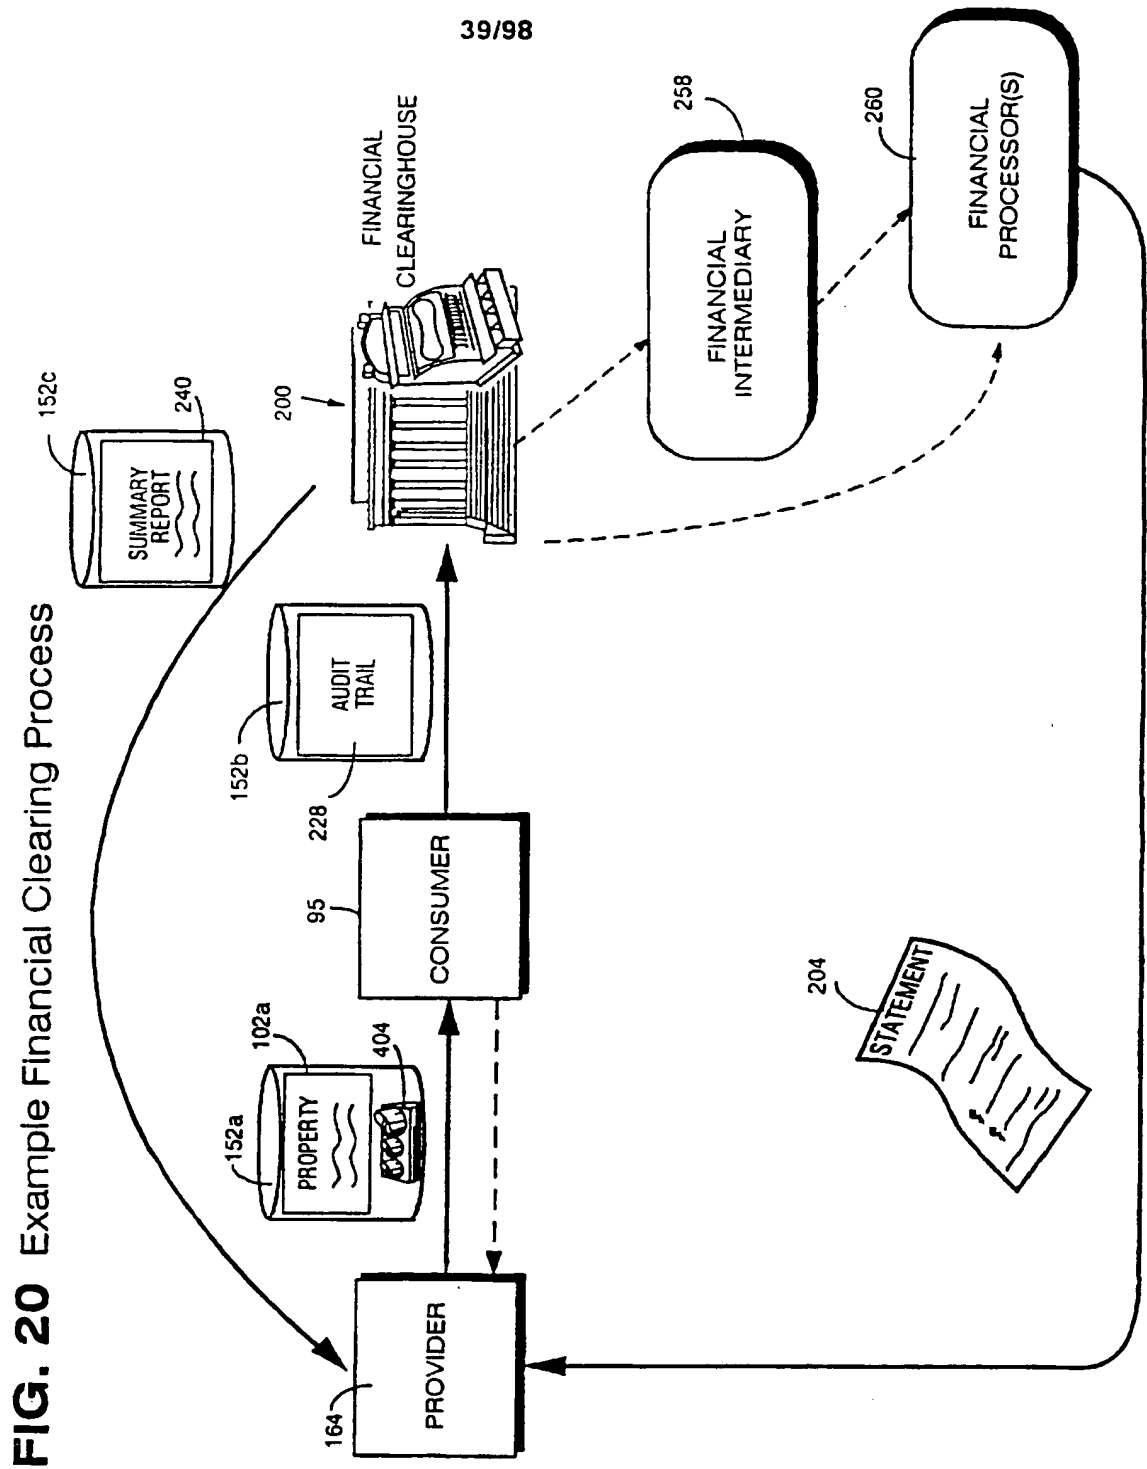 39/98
FIG. 20 Example Financial Clearing Process
152c
SUMMARY
REPORT
240
152a
PROPERTY
102a
404
152b
AUDIT
TRAIL
228
200
FINANCIAL
CLEARINGHOUSE
164
PROVIDER
95
CONSUMER
FINANCIAL
INTERMEDIARY
258
FINANCIAL
PROCESSOR(S)
260
204
STATEMENT